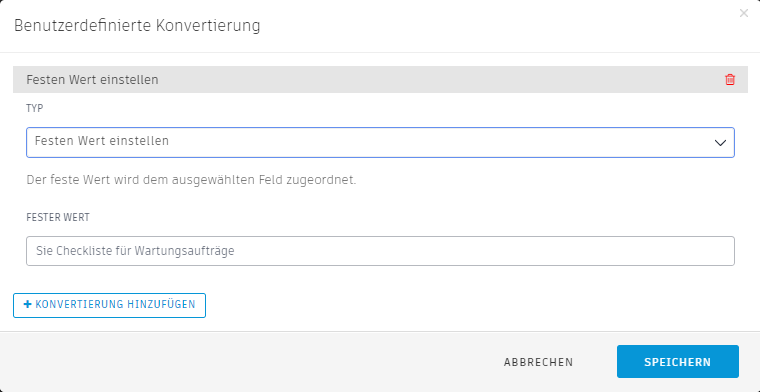 Benutzerdefinierte Konvertierung
Festen Wert einstellen
TYP
Festen Wert einstellen
Der feste Wert wird dem ausgewählten Feld zugeordnet.
FESTER WERT
Sie Checkliste für Wartungsaufträge
+ KONVERTIERUNG HINZUFÜGEN
ABBRECHEN
SPEICHERN